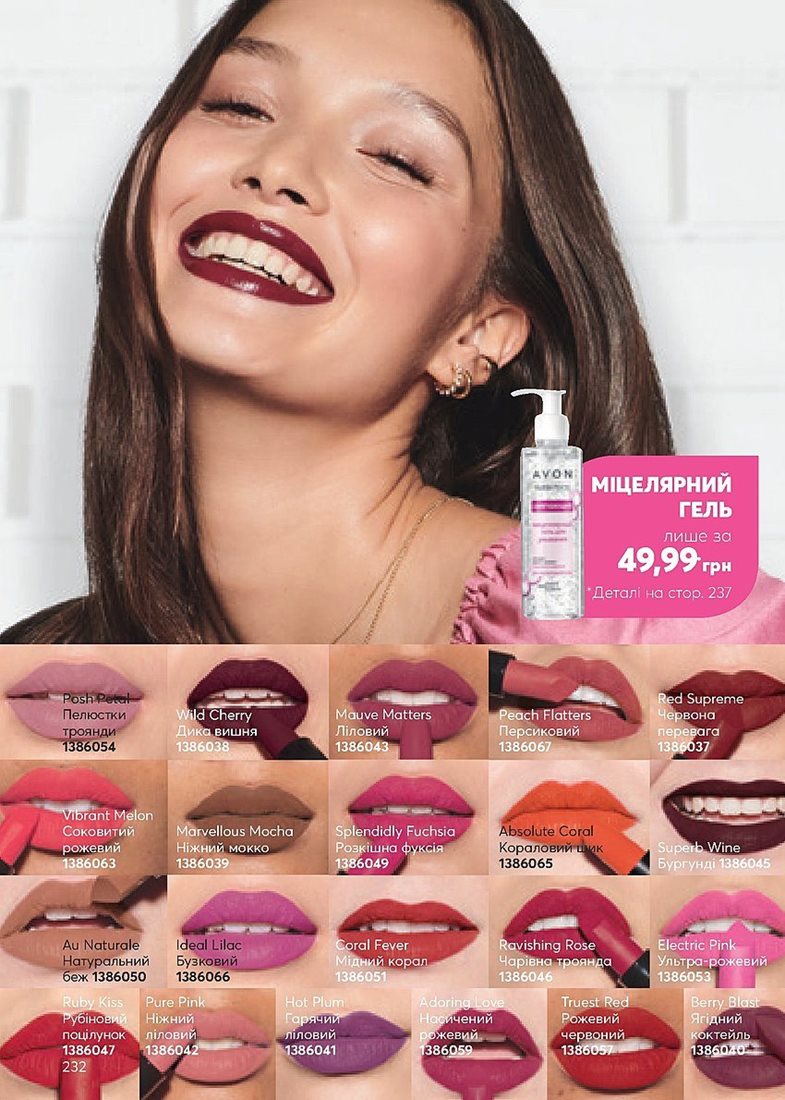 AVON
МІЦЕЛЯРНИЙ
ГЕЛЬ
лише за
49,99*грн
*Деталі на стор. 237
Posh Petal
Пелюстки
троянди
1386054
Wild Cherry
Дика вишня
1386038
Mauve Matters
Ліловий
1386043
Peach Flatters
Персиковий
1386067
Red Supreme
Червона
перевага
1386037
Vibrant Melon
Соковитий
рожевий
1386063
Marvellous Mocha
Ніжний мокко
1386039
Splendidly Fuchsia
Розкішна фуксія
1386049
Absolute Coral
Кораловий шик
1386065
Superb Wine
Бургунді 1386045
Au Naturale
Натуральний
беж 1386050
Ideal Lilac
Бузковий
1386066
Coral Fever
Мідний корал
1386051
Ravishing Rose
Чарівна троянда
1386046
Electric Pink
Ультра-рожевий
1386053
Ruby Kiss
Рубіновий
поцілунок
1386047
Pure Pink
Ніжний
ліловий
1386042
Hot Plum
Гарячий
ліловий
1386041
Adoring Love
Насичений
рожевий
1386059
Truest Red
Рожевий
червоний
1386057
Berry Blast
Ягідний
коктейль
1386040
232